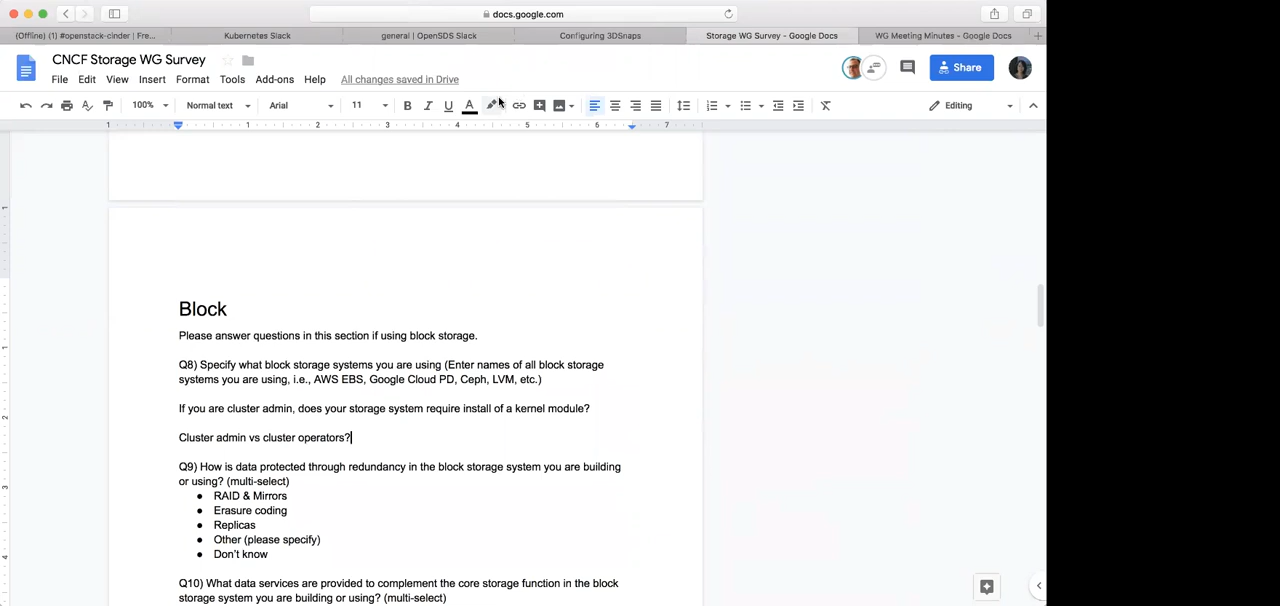 docs.google.com
(Offline) (1) #openstack-cinder | Fre...
Kubernetes Slack
general | OpenSDS Slack
Configuring 3DSnaps
Storage WG Survey - Google Docs
WG Meeting Minutes - Google Docs
CNCF Storage WG Survey
File Edit View Insert Format Tools Add-ons Help All changes saved in Drive
Share
100% Normal text Arial 11 B I U A Editing
1 1 2 3 4 5 6 7
Block
Please answer questions in this section if using block storage.
Q8) Specify what block storage systems you are using (Enter names of all block storage
systems you are using, i.e., AWS EBS, Google Cloud PD, Ceph, LVM, etc.)
If you are cluster admin, does your storage system require install of a kernel module?
Cluster admin vs cluster operators?
Q9) How is data protected through redundancy in the block storage system you are building
or using? (multi-select)
● RAID & Mirrors
● Erasure coding
● Replicas
● Other (please specify)
● Don't know
Q10) What data services are provided to complement the core storage function in the block
storage system you are building or using? (multi-select)